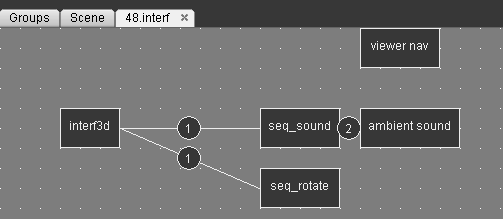 Groups
Scene
48.interf
viewer nav
interf3d
1
seq_sound
2
ambient sound
1
seq_rotate